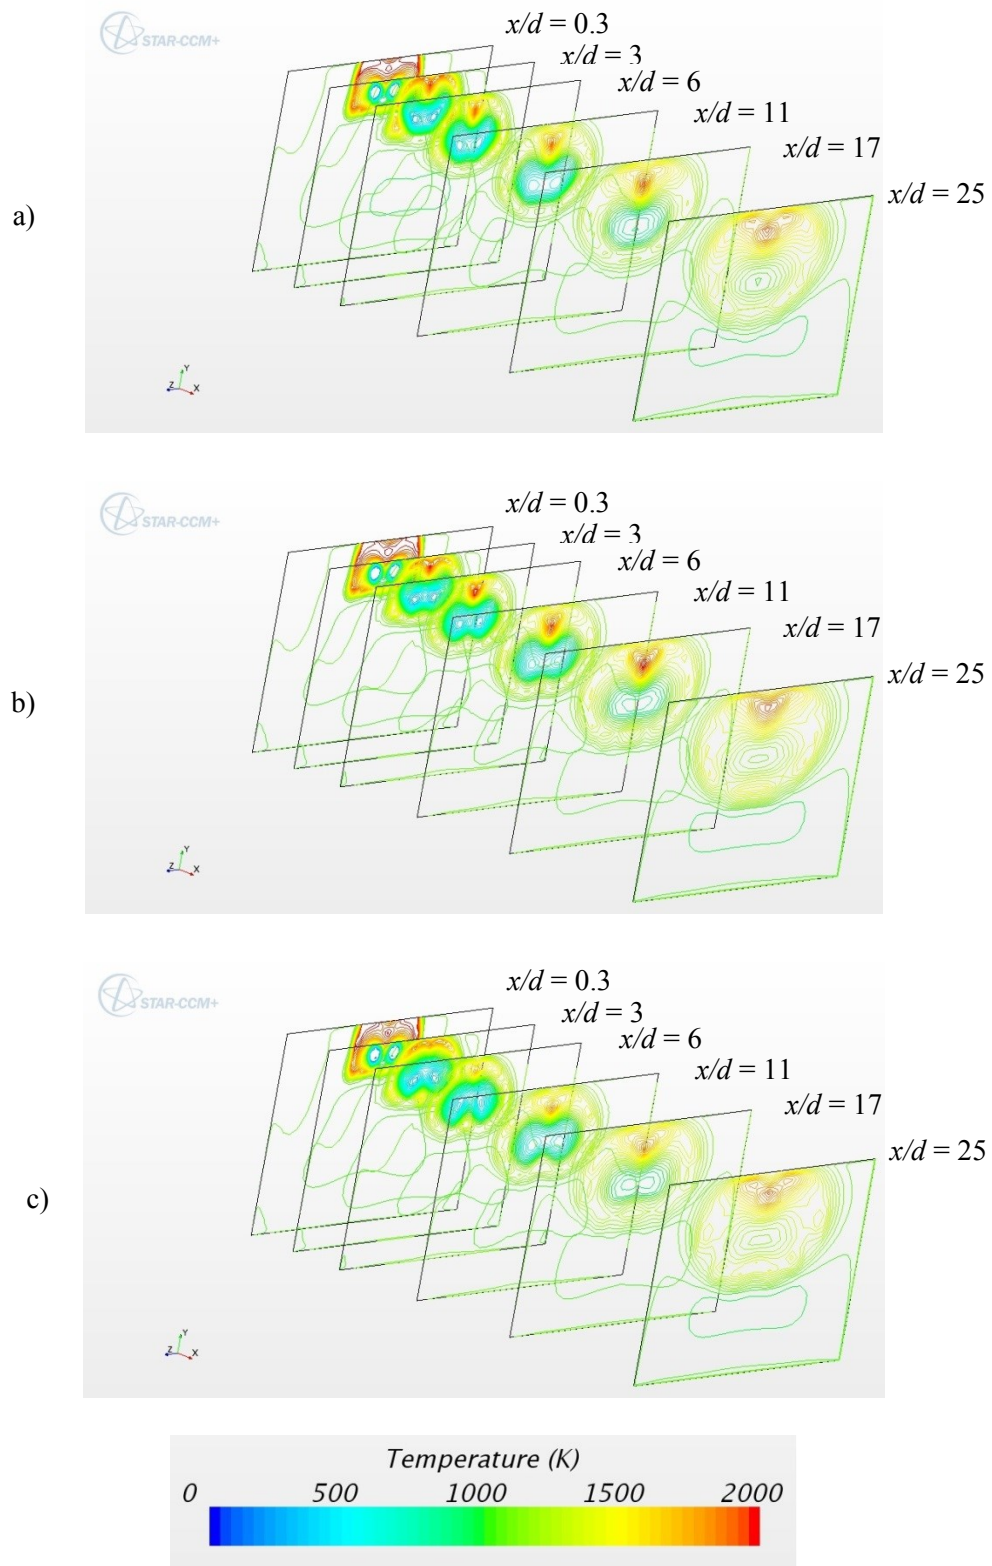 STAR-CCM+
x/d = 0.3
x/d = 3
x/d = 6
x/d = 11
x/d = 17
x/d = 25
a)
Y
Z X
STAR-CCM+
x/d = 0.3
x/d = 3
x/d = 6
x/d = 11
x/d = 17
x/d = 25
b)
Y
Z X
STAR-CCM+
x/d = 0.3
x/d = 3
x/d = 6
x/d = 11
x/d = 17
x/d = 25
c)
Y
Z X
Temperature (K)
0 500 1000 1500 2000